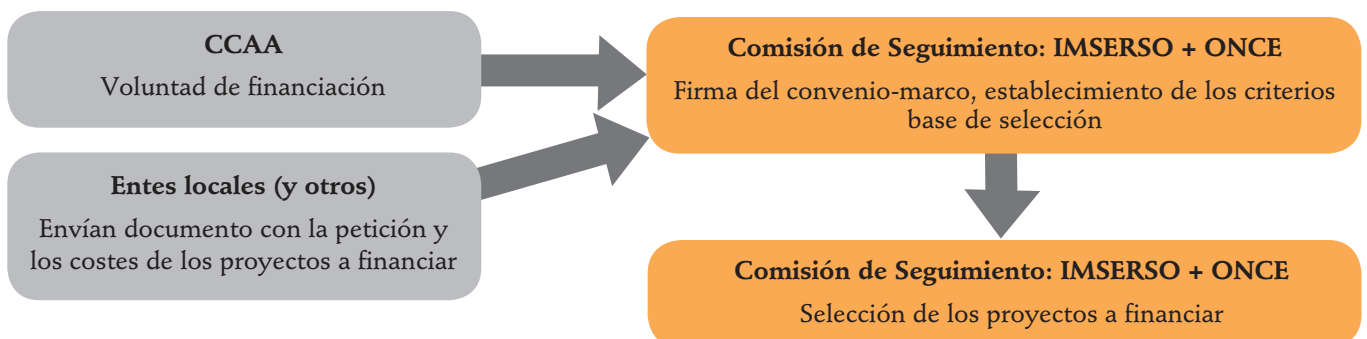 CCAA
Voluntad de financiación
Entes locales (y otros)
Envían documento con la petición y
los costes de los proyectos a financiar
Comisión de Seguimiento: IMSERSO + ONCE
Firma del convenio-marco, establecimiento de los criterios
base de selección
Comisión de Seguimiento: IMSERSO + ONCE
Selección de los proyectos a financiar